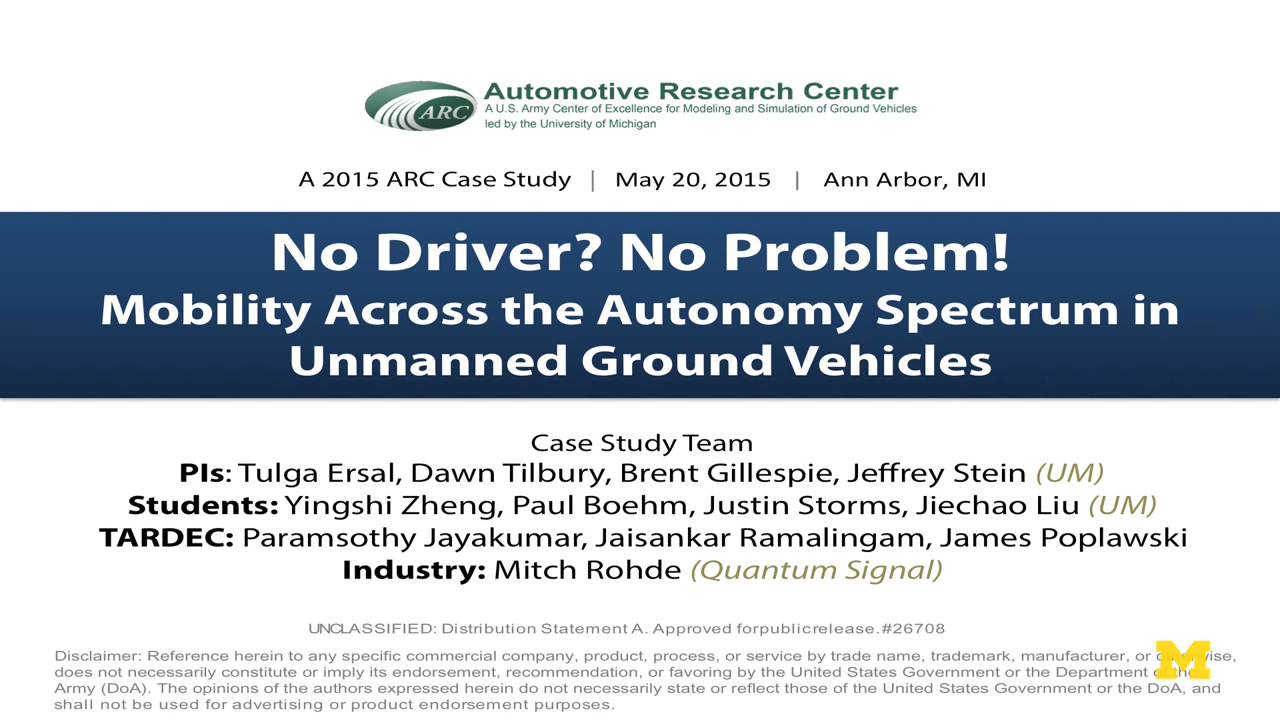 ARC
Automotive Research Center
A U.S. Army Center of Excellence for Modeling and Simulation of Ground Vehicles
led by the University of Michigan
A 2015 ARC Case Study | May 20, 2015 | Ann Arbor, MI
No Driver? No Problem!
Mobility Across the Autonomy Spectrum in
Unmanned Ground Vehicles
Case Study Team
PIs: Tulga Ersal, Dawn Tilbury, Brent Gillespie, Jeffrey Stein (UM)
Students: Yingshi Zheng, Paul Boehm, Justin Storms, Jiechao Liu (UM)
TARDEC: Paramsothy Jayakumar, Jaisankar Ramalingam, James Poplawski
Industry: Mitch Rohde (Quantum Signal)
UNCLASSIFIED: Distribution Statement A. Approved for public release. #26708
Disclaimer: Reference herein to any specific commercial company, product, process, or service by trade name, trademark, manufacturer, or otherwise,
does not necessarily constitute or imply its endorsement, recommendation, or favoring by the United States Government or the Department of the
Army (DoA). The opinions of the authors expressed herein do not necessarily state or reflect those of the United States Government or the DoA, and
shall not be used for advertising or product endorsement purposes.
M